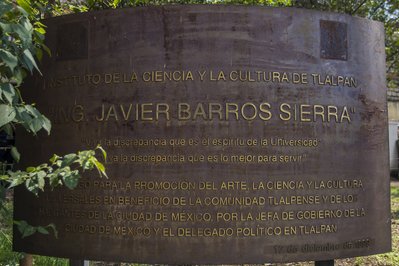 INSTITUTO DE LA CIENCIA Y LA CULTURA DE TLALPAN
"ING. JAVIER BARROS SIERRA"
la discrepancia que es el espíritu de la Universidad
la discrepancia que es lo mejor para servir"
PARA LA PROMOCIÓN DEL ARTE, LA CIENCIA Y LA CULTURA
EN BENEFICIO DE LA COMUNIDAD TLALPENSE Y DE LOS
DE LA CIUDAD DE MÉXICO, POR LA JEFA DE GOBIERNO DE LA
CIUDAD DE MÉXICO Y EL DELEGADO POLÍTICO EN TLALPAN
de diciembre de